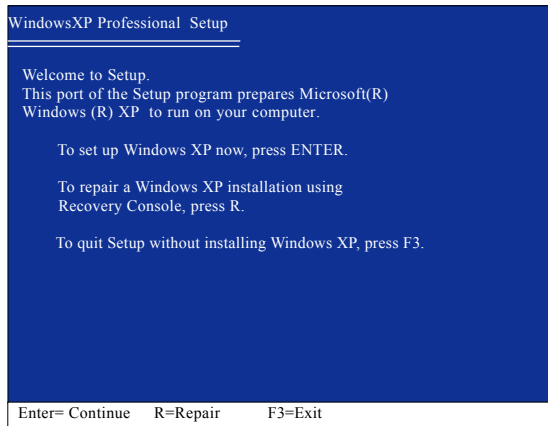 WindowsXP Professional Setup
Welcome to Setup.
This part of the Setup program prepares Microsoft(R)
Windows (R) XP to run on your computer.
To set up Windows XP now, press ENTER.
To repair a Windows XP installation using
Recovery Console, press R.
To quit Setup without installing Windows XP, press F3.
Enter= Continue R=Repair F3=Exit